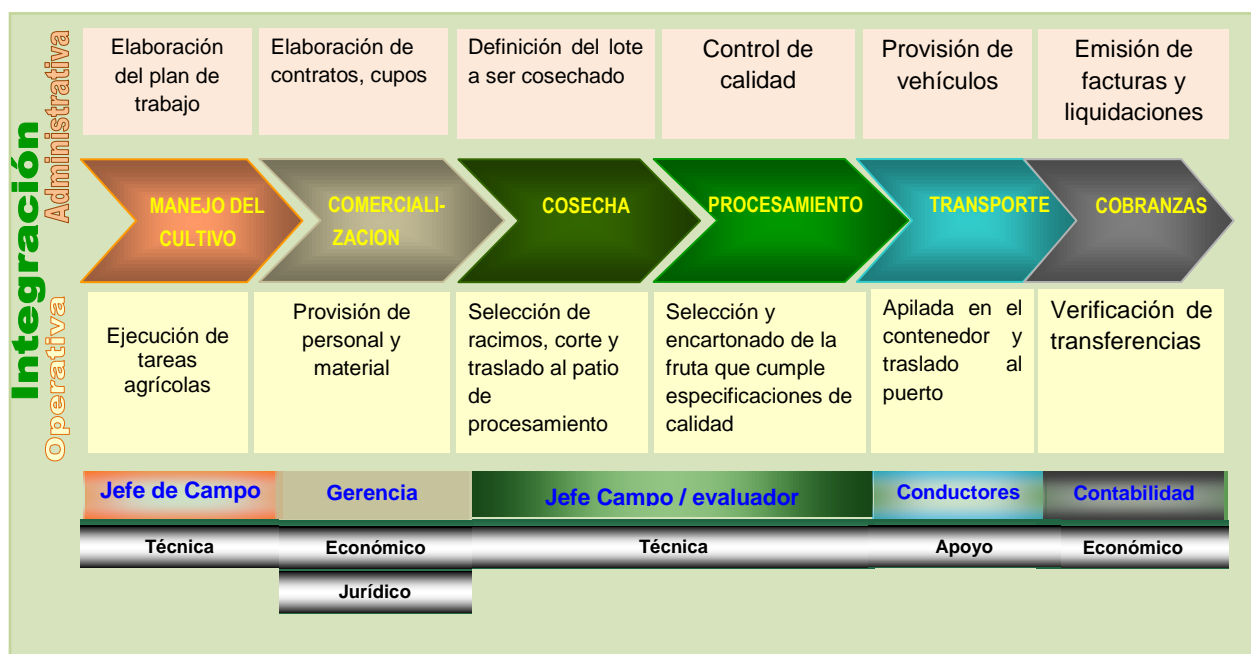 Integración
Administrativa
Operativa
Elaboración
del plan de
trabajo
Elaboración de
contratos, cupos
Definición del lote
a ser cosechado
Control de
calidad
Provisión de
vehículos
Emisión de
facturas y
liquidaciones
MANEJO DEL
CULTIVO
COMERCIALI-
ZACION
COSECHA
PROCESAMIENTO
TRANSPORTE
COBRANZAS
Ejecución de
tareas
agrícolas
Provisión de
personal y
material
Selección de
racimos, corte y
traslado al patio
de
procesamiento
Selección y
encartonado de la
fruta que cumple
especificaciones de
calidad
Apilada en el
contenedor y
traslado al
puerto
Verificación de
transferencias
Jefe de Campo
Gerencia
Jefe Campo / evaluador
Conductores
Contabilidad
Técnica
Económico
Técnica
Apoyo
Económico
Jurídico